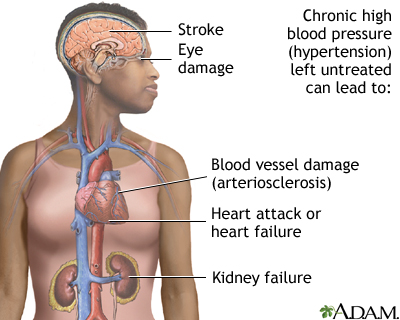 Chronic high
blood pressure
(hypertension)
left untreated
can lead to:
Stroke
Eye
damage
Blood vessel damage
(arteriosclerosis)
Heart attack or
heart failure
Kidney failure
A.D.A.M.